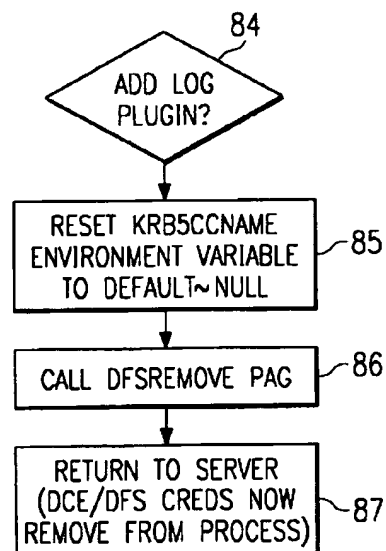 84
ADD LOG
PLUGIN?
RESET KRB5CCNAME
ENVIRONMENT VARIABLE
TO DEFAULT~NULL
85
CALL DFSREMOVE PAG
86
RETURN TO SERVER
(DCE/DFS CREDS NOW
REMOVE FROM PROCESS)
87